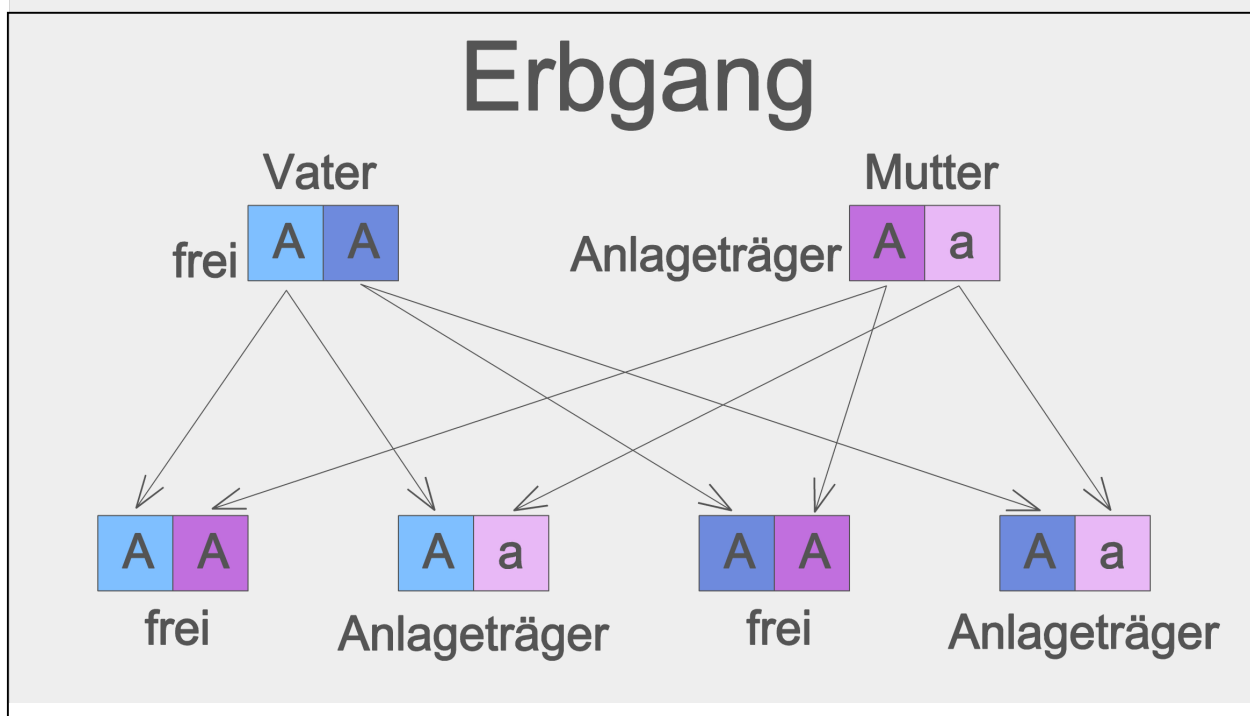 Erbgang
Vater
Mutter
frei
A A
Anlageträger
A a
A A
A a
A A
A a
frei
Anlageträger
frei
Anlageträger